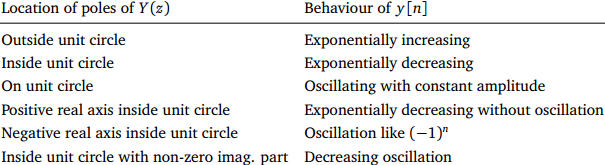 Location of poles of Y(z) Behaviour of y[n]
Outside unit circle Exponentially increasing
Inside unit circle Exponentially decreasing
On unit circle Oscillating with constant amplitude
Positive real axis inside unit circle Exponentially decreasing without oscillation
Negative real axis inside unit circle Oscillation like (−1)ⁿ
Inside unit circle with non-zero imag. part Decreasing oscillation